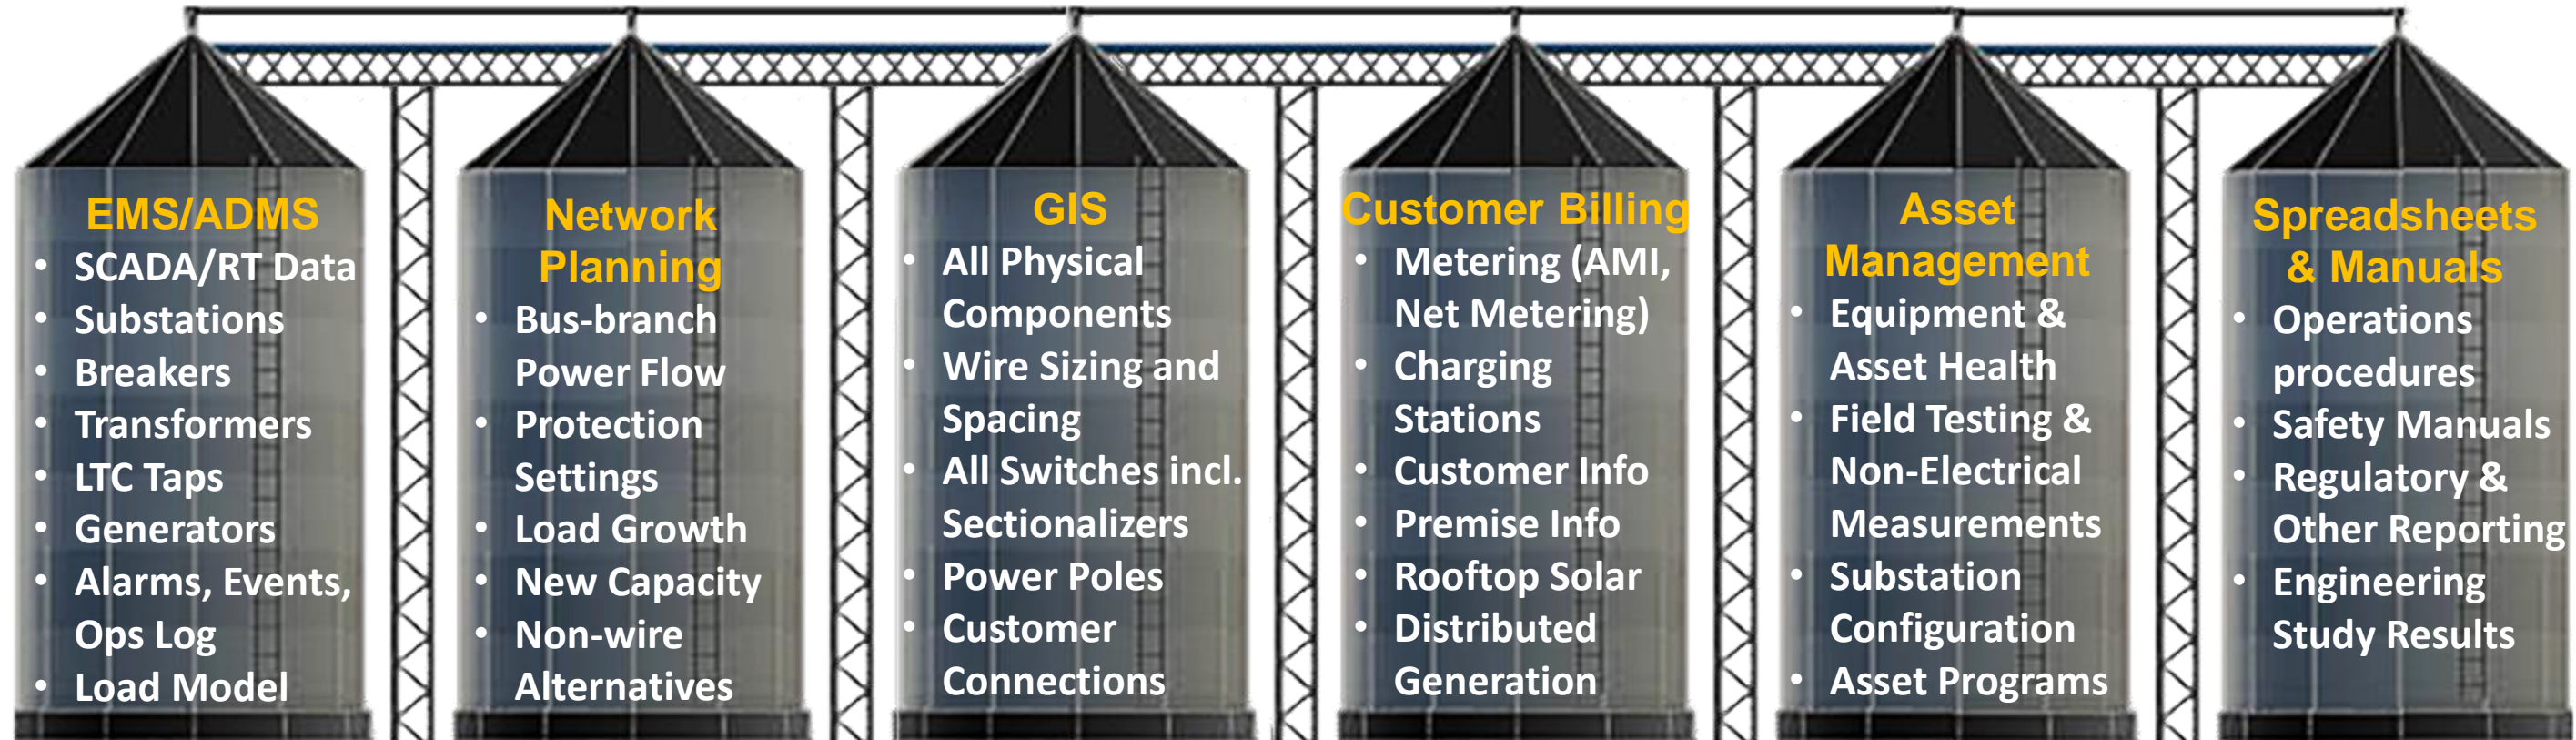 EMS/ADMS
• SCADA/RT Data
• Substations
• Breakers
• Transformers
• LTC Taps
• Generators
• Alarms, Events,
Ops Log
• Load Model
Network
Planning
• Bus-branch
Power Flow
• Protection
Settings
• Load Growth
• New Capacity
• Non-wire
Alternatives
GIS
• All Physical
Components
• Wire Sizing and
Spacing
• All Switches incl.
Sectionalizers
• Power Poles
• Customer
Connections
Customer Billing
• Metering (AMI,
Net Metering)
• Charging
Stations
• Customer Info
• Premise Info
• Rooftop Solar
• Distributed
Generation
Asset
Management
• Equipment &
Asset Health
• Field Testing &
Non-Electrical
Measurements
• Substation
Configuration
• Asset Programs
Spreadsheets
& Manuals
• Operations
procedures
• Safety Manuals
• Regulatory &
Other Reporting
• Engineering
Study Results